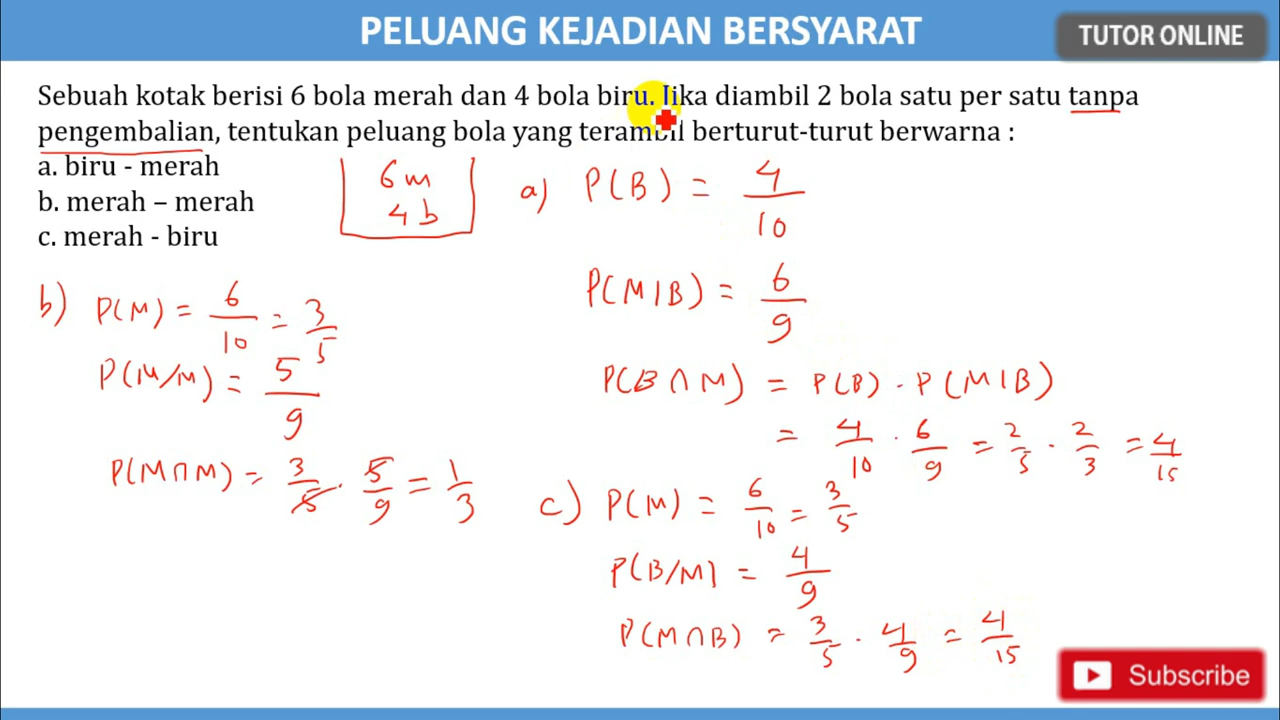 PELUANG KEJADIAN BERSYARAT
TUTOR ONLINE
Sebuah kotak berisi 6 bola merah dan 4 bola biru. Jika diambil 2 bola satu per satu tanpa
pengembalian, tentukan peluang bola yang terambil berturut-turut berwarna :
a. biru - merah
b. merah – merah
c. merah - biru
6 m
4 b
a) P(B) = 4/10
P(M|B) = 6/9
P(B ∩ M) = P(B) . P(M|B)
= 4/10 . 6/9 = 2/5 . 2/3 = 4/15
b) P(M) = 6/10 = 3/5
P(M/M) = 5/9
P(M∩M) = 3/5 . 5/9 = 1/3
c) P(M) = 6/10 = 3/5
P(B/M) = 4/9
P(M∩B) = 3/5 . 4/9 = 4/15
Subscribe